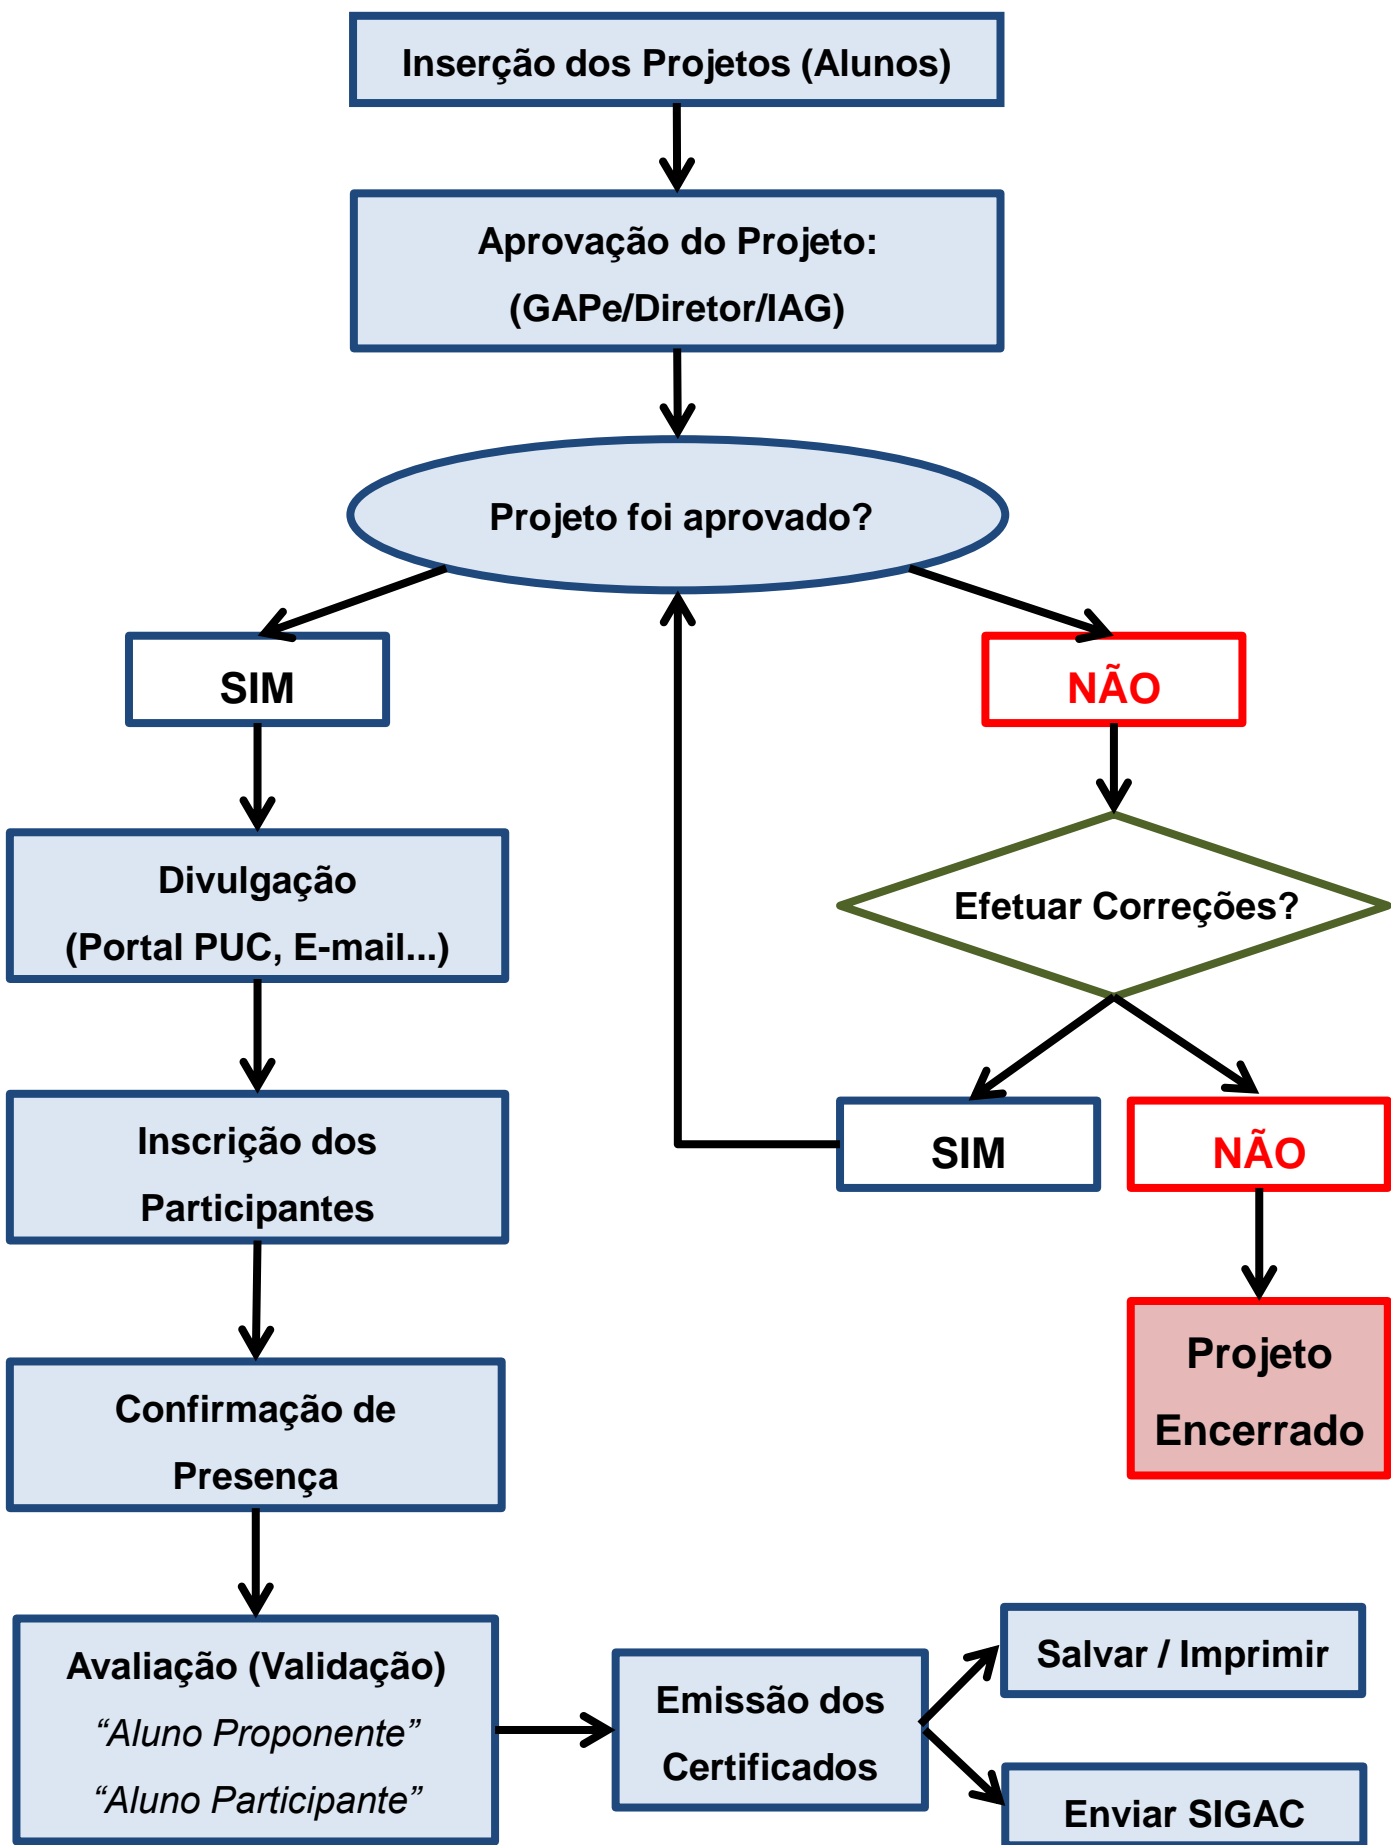 Inserção dos Projetos (Alunos)
Aprovação do Projeto:
(GAPe/Diretor/IAG)
Projeto foi aprovado?
SIM
NÃO
Divulgação
(Portal PUC, E-mail...)
Efetuar Correções?
Inscrição dos
Participantes
SIM
NÃO
Confirmação de
Presença
Projeto
Encerrado
Avaliação (Validação)
“Aluno Proponente”
“Aluno Participante”
Emissão dos
Certificados
Salvar / Imprimir
Enviar SIGAC